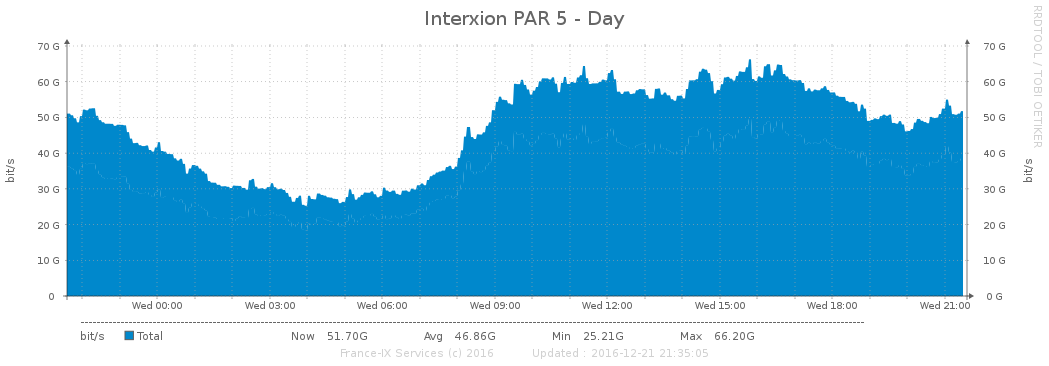 Interxion PAR 5 - Day
RRDTOOL / TOBI OETIKER
bit/s
bit/s
70 G 70 G
60 G 60 G
50 G 50 G
40 G 40 G
30 G 30 G
20 G 20 G
10 G 10 G
0 0 G
Wed 00:00 Wed 03:00 Wed 06:00 Wed 09:00 Wed 12:00 Wed 15:00 Wed 18:00 Wed 21:00
bit/s Total Now 51.70G Avg 46.86G Min 25.21G Max 66.20G
France-IX Services (c) 2016 Updated : 2016-12-21 21:35:05